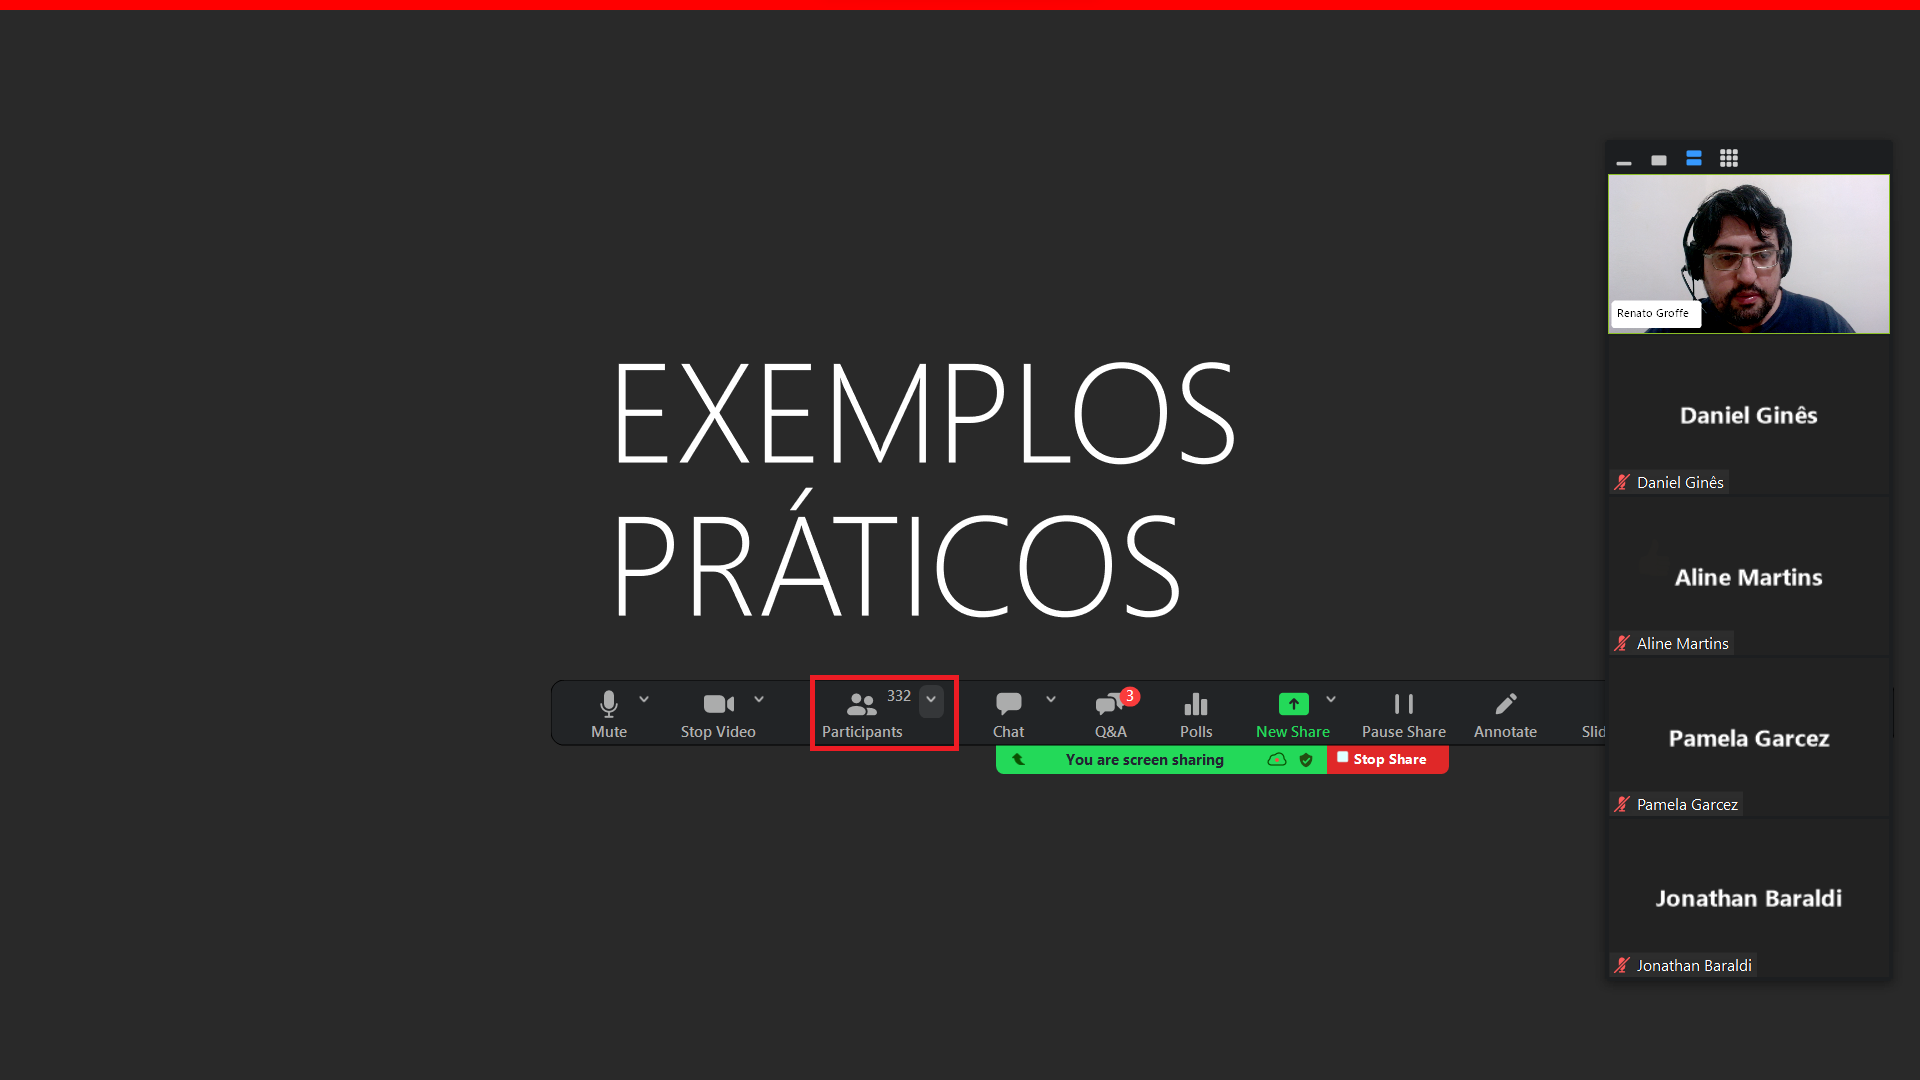 EXEMPLOS
PRÁTICOS
Mute
Stop Video
332
Participants
Chat
3
Q&A
Polls
New Share
Pause Share
Annotate
Slid
You are screen sharing
Stop Share
Renato Groffe
Daniel Ginês
Daniel Ginês
Aline Martins
Aline Martins
Pamela Garcez
Pamela Garcez
Jonathan Baraldi
Jonathan Baraldi